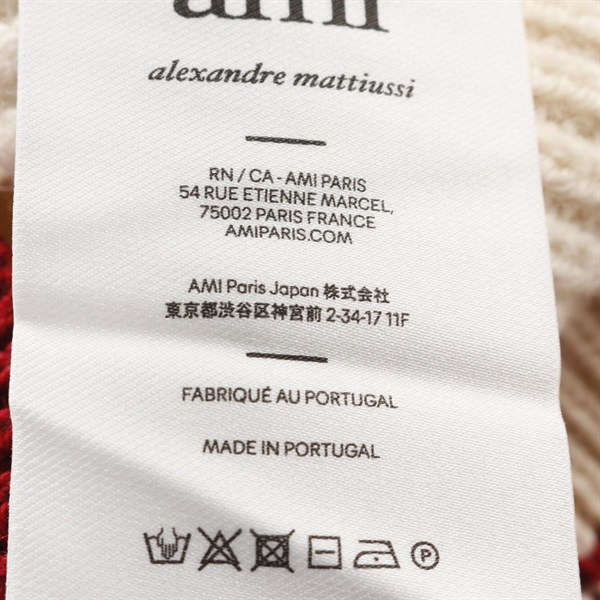 ami
alexandre mattiussi
RN / CA - AMI PARIS
54 RUE ETIENNE MARCEL,
75002 PARIS FRANCE
AMIPARIS.COM
AMI Paris Japan 株式会社
東京都渋谷区神宮前 2-34-17 11F
FABRIQUÉ AU PORTUGAL
MADE IN PORTUGAL
P